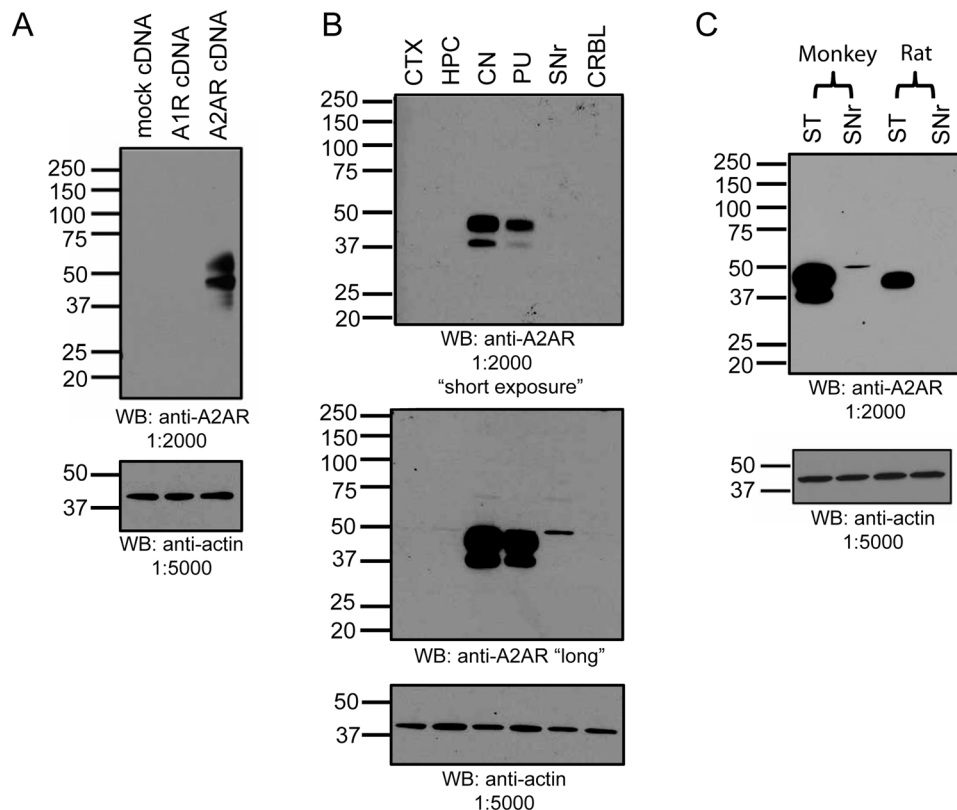 A
mock cDNA
A1R cDNA
A2AR cDNA
250
150
100
75
50
37
25
20
WB: anti-A2AR
1:2000
50
37
WB: anti-actin
1:5000
B
CTX
HPC
CN
PU
SNr
CRBL
250
150
100
75
50
37
25
20
WB: anti-A2AR
1:2000
“short exposure”
250
150
100
75
50
37
25
20
WB: anti-A2AR “long”
50
37
WB: anti-actin
1:5000
C
Monkey
Rat
ST
SNr
ST
SNr
250
150
100
75
50
37
25
20
WB: anti-A2AR
1:2000
50
37
WB: anti-actin
1:5000